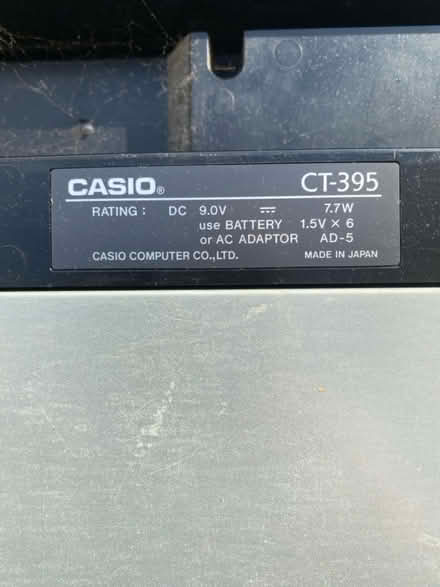 CASIO® CT-395
RATING : DC 9.0V ⎓ 7.7W
use BATTERY 1.5V × 6
or AC ADAPTOR AD-5
CASIO COMPUTER CO.,LTD. MADE IN JAPAN